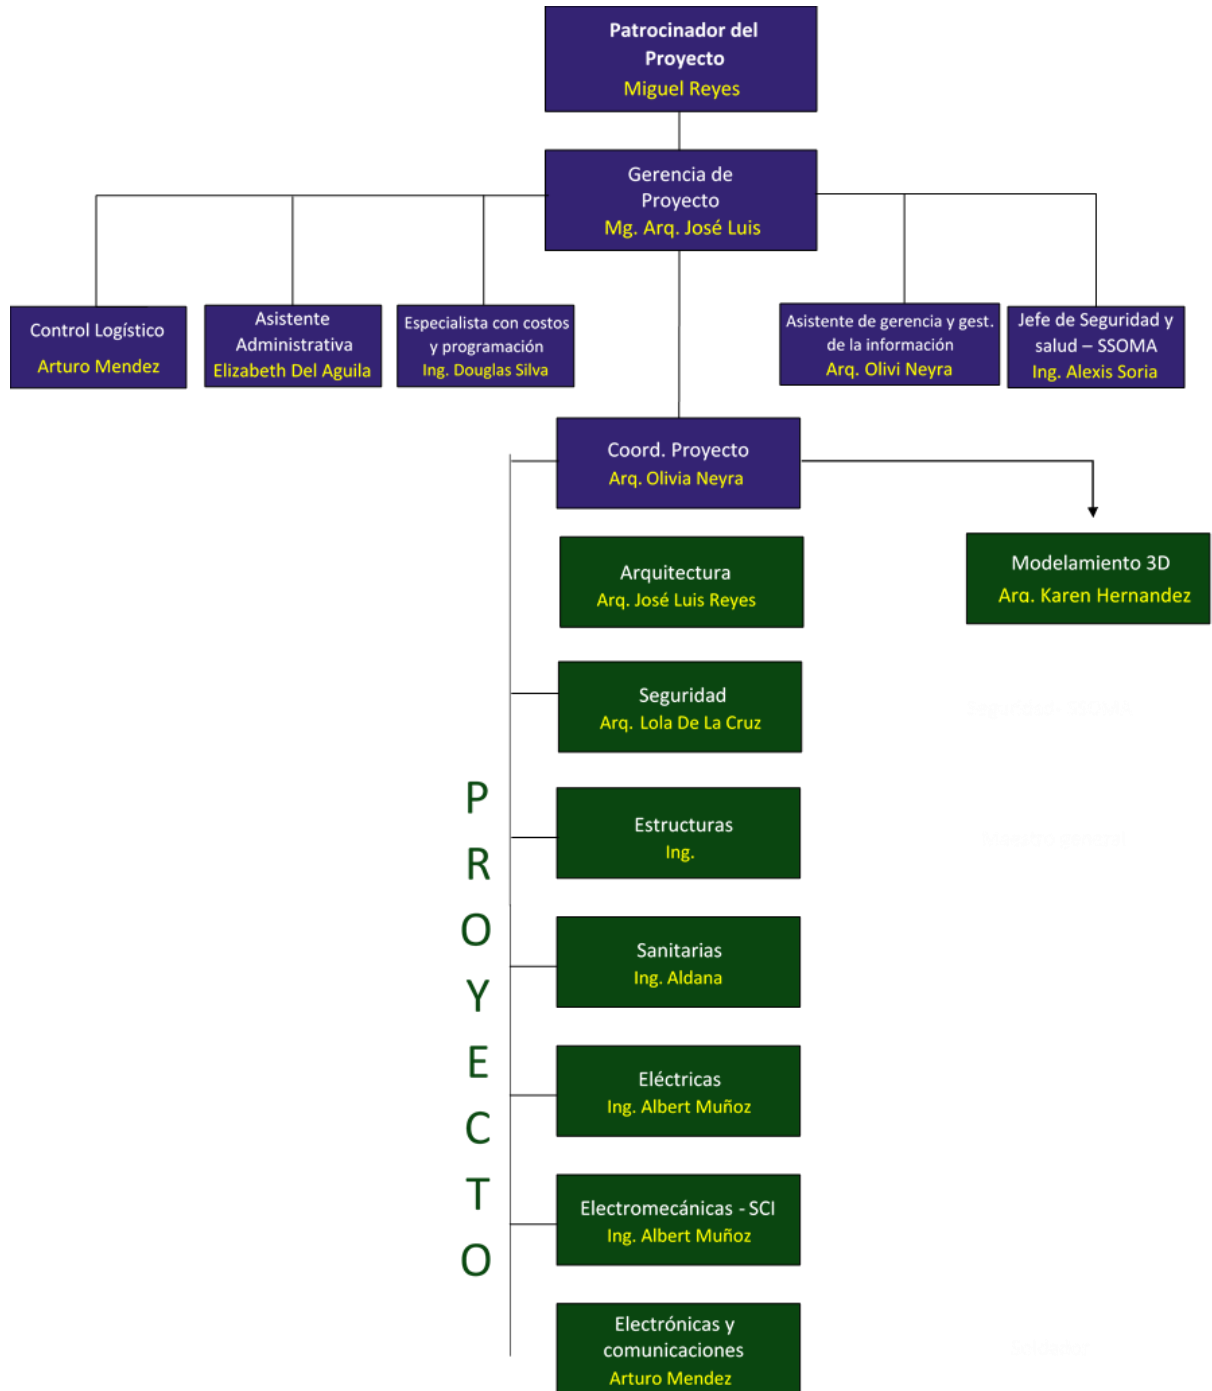 Patrocinador del
Proyecto
Miguel Reyes
Gerencia de
Proyecto
Mg. Arq. José Luis
Control Logístico
Arturo Mendez
Asistente
Administrativa
Elizabeth Del Aguila
Especialista con costos
y programación
Ing. Douglas Silva
Asistente de gerencia y gest.
de la información
Arq. Olivi Neyra
Jefe de Seguridad y
salud – SSOMA
Ing. Alexis Soria
Coord. Proyecto
Arq. Olivia Neyra
Modelamiento 3D
Arq. Karen Hernandez
Arquitectura
Arq. José Luis Reyes
Seguridad
Arq. Lola De La Cruz
Estructuras
Ing.
Sanitarias
Ing. Aldana
Eléctricas
Ing. Albert Muñoz
Electromecánicas - SCI
Ing. Albert Muñoz
Electrónicas y
comunicaciones
Arturo Mendez
P
R
O
Y
E
C
T
O